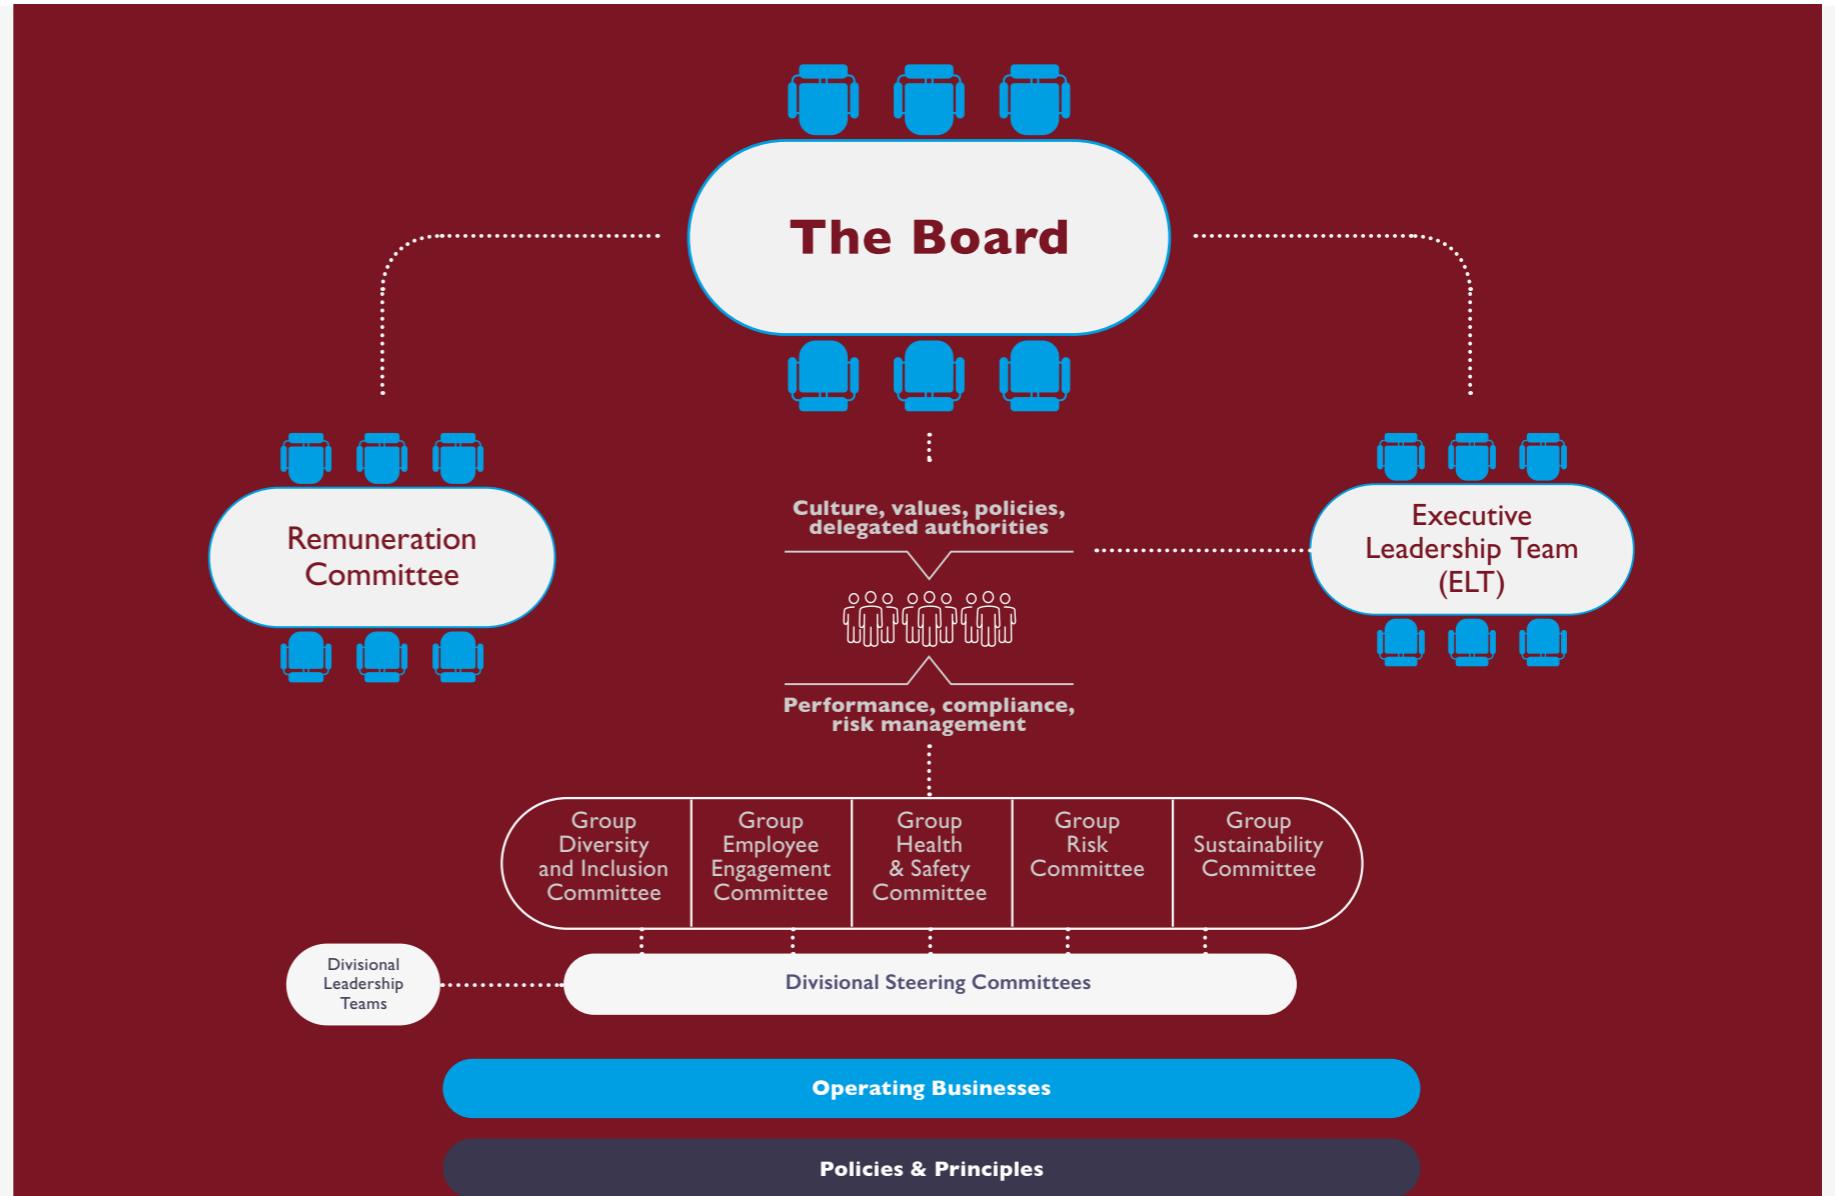 The Board
Remuneration
Committee
Culture, values, policies,
delegated authorities
Executive
Leadership Team
(ELT)
Performance, compliance,
risk management
Group
Diversity
and Inclusion
Committee
Group
Employee
Engagement
Committee
Group
Health
& Safety
Committee
Group
Risk
Committee
Group
Sustainability
Committee
Divisional
Leadership
Teams
Divisional Steering Committees
Operating Businesses
Policies & Principles